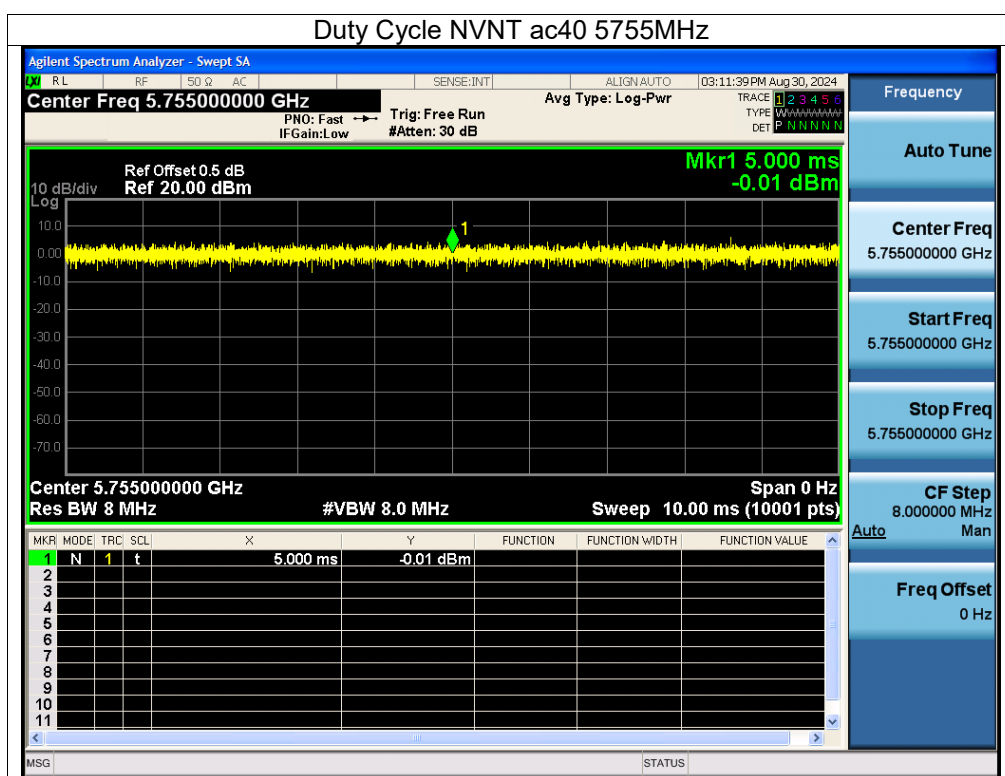 Duty Cycle NVNT ac40 5755MHz
Agilent Spectrum Analyzer - Swept SA
LXI RL RF 50 Ω AC SENSE:INT ALIGN AUTO 03:11:39 PM Aug 30, 2024
Center Freq 5.755000000 GHz
PNO: Fast
IFGain:Low
Trig: Free Run
#Atten: 30 dB
Avg Type: Log-Pwr
TRACE 1 2 3 4 5 6
TYPE WWWWWW
DET P N N N N N
Ref Offset 0.5 dB
10 dB/div Ref 20.00 dBm
Log
Mkr1 5.000 ms
-0.01 dBm
1
10.0
0.00
-10.0
-20.0
-30.0
-40.0
-50.0
-60.0
-70.0
Center 5.755000000 GHz Span 0 Hz
Res BW 8 MHz #VBW 8.0 MHz Sweep 10.00 ms (10001 pts)
MKR MODE TRC SCL X Y FUNCTION FUNCTION WIDTH FUNCTION VALUE
1 N 1 t 5.000 ms -0.01 dBm
2
3
4
5
6
7
8
9
10
11
MSG STATUS
Frequency
Auto Tune
Center Freq
5.755000000 GHz
Start Freq
5.755000000 GHz
Stop Freq
5.755000000 GHz
CF Step
8.000000 MHz
Auto Man
Freq Offset
0 Hz